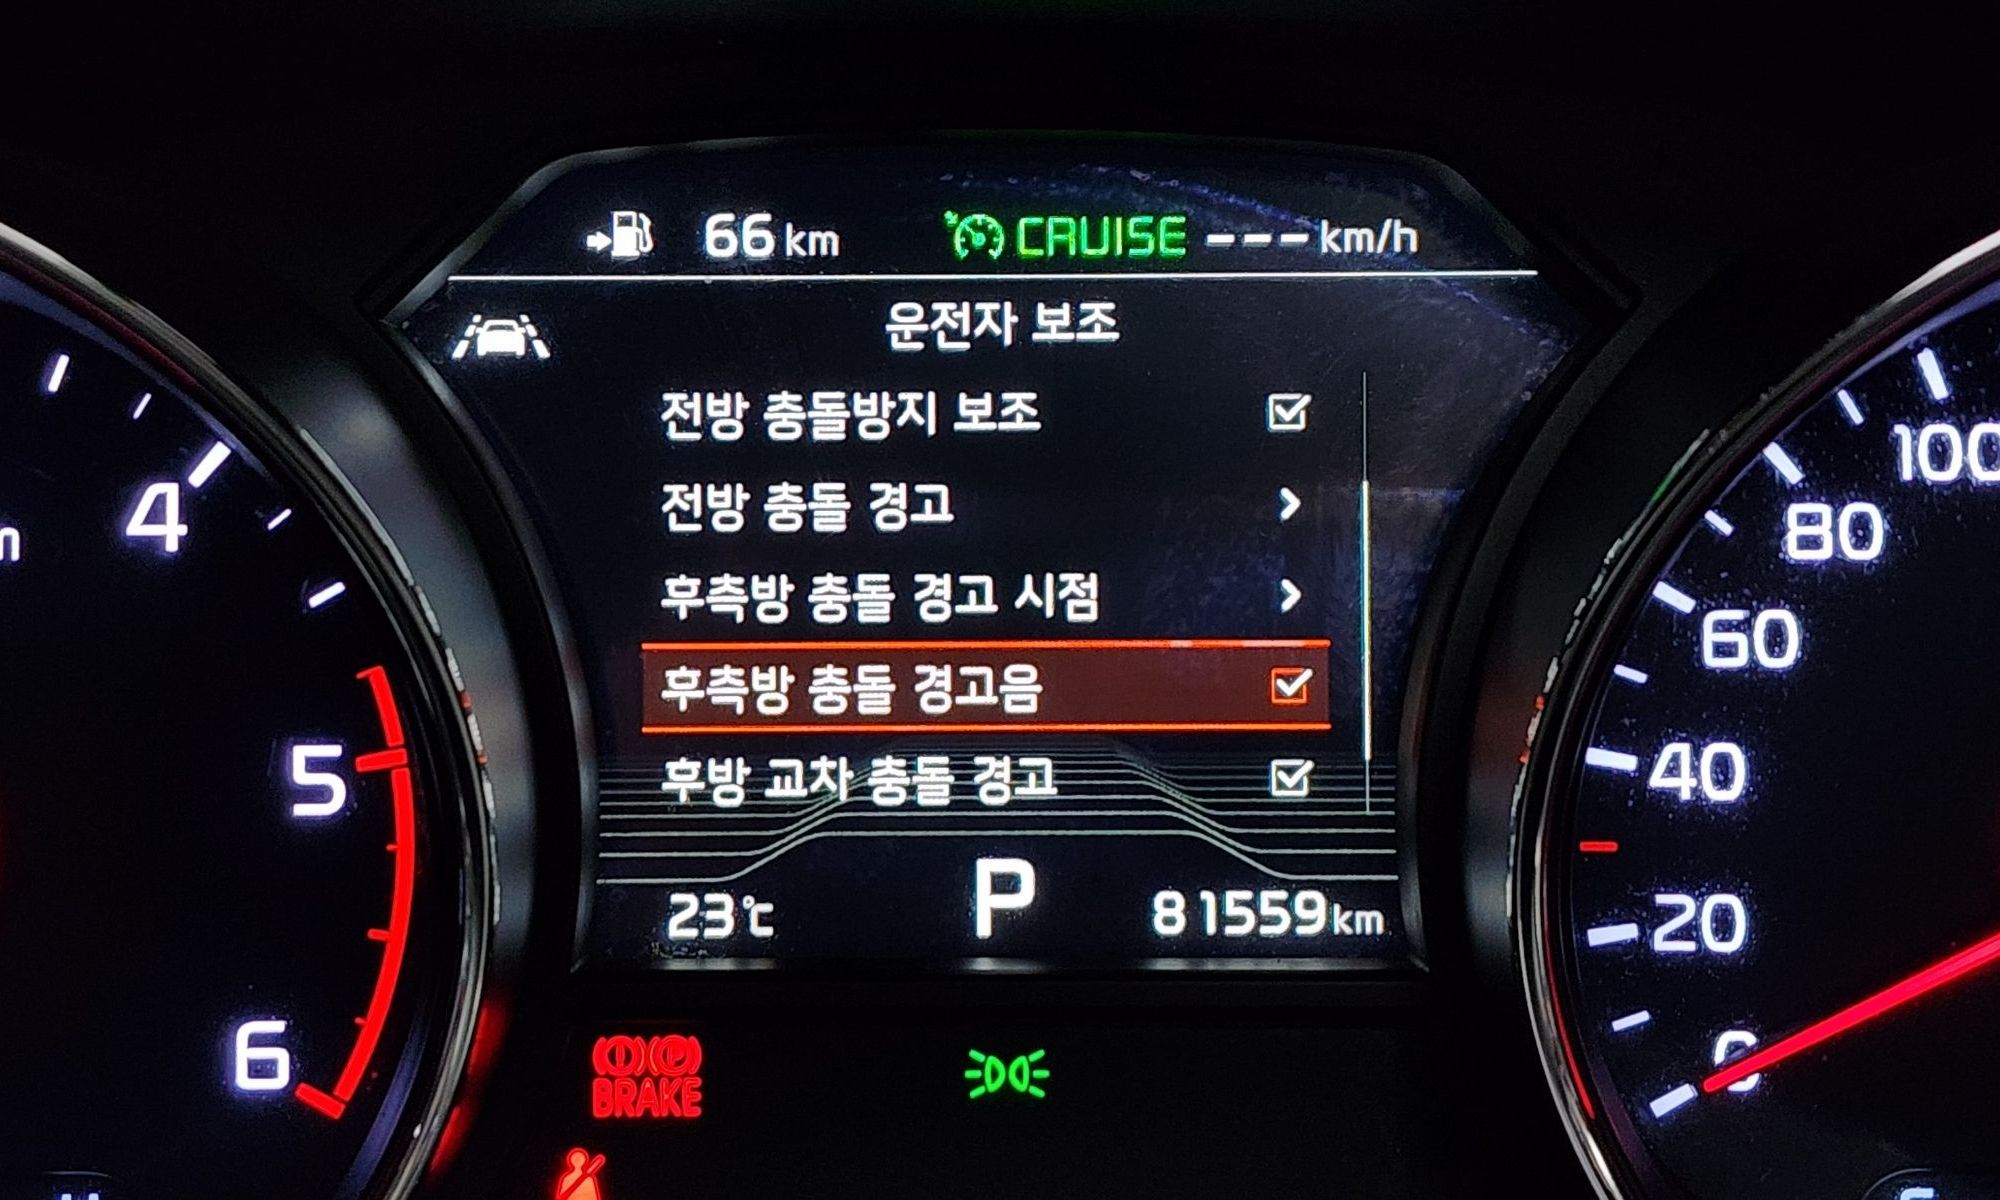 66 km CRUISE --- km/h
운전자 보조
전방 충돌방지 보조
전방 충돌 경고
후측방 충돌 경고 시점
후측방 충돌 경고음
후방 교차 충돌 경고
23℃ P 81559 km
4
5
6
100
80
60
40
20
0
(!)(P)
BRAKE